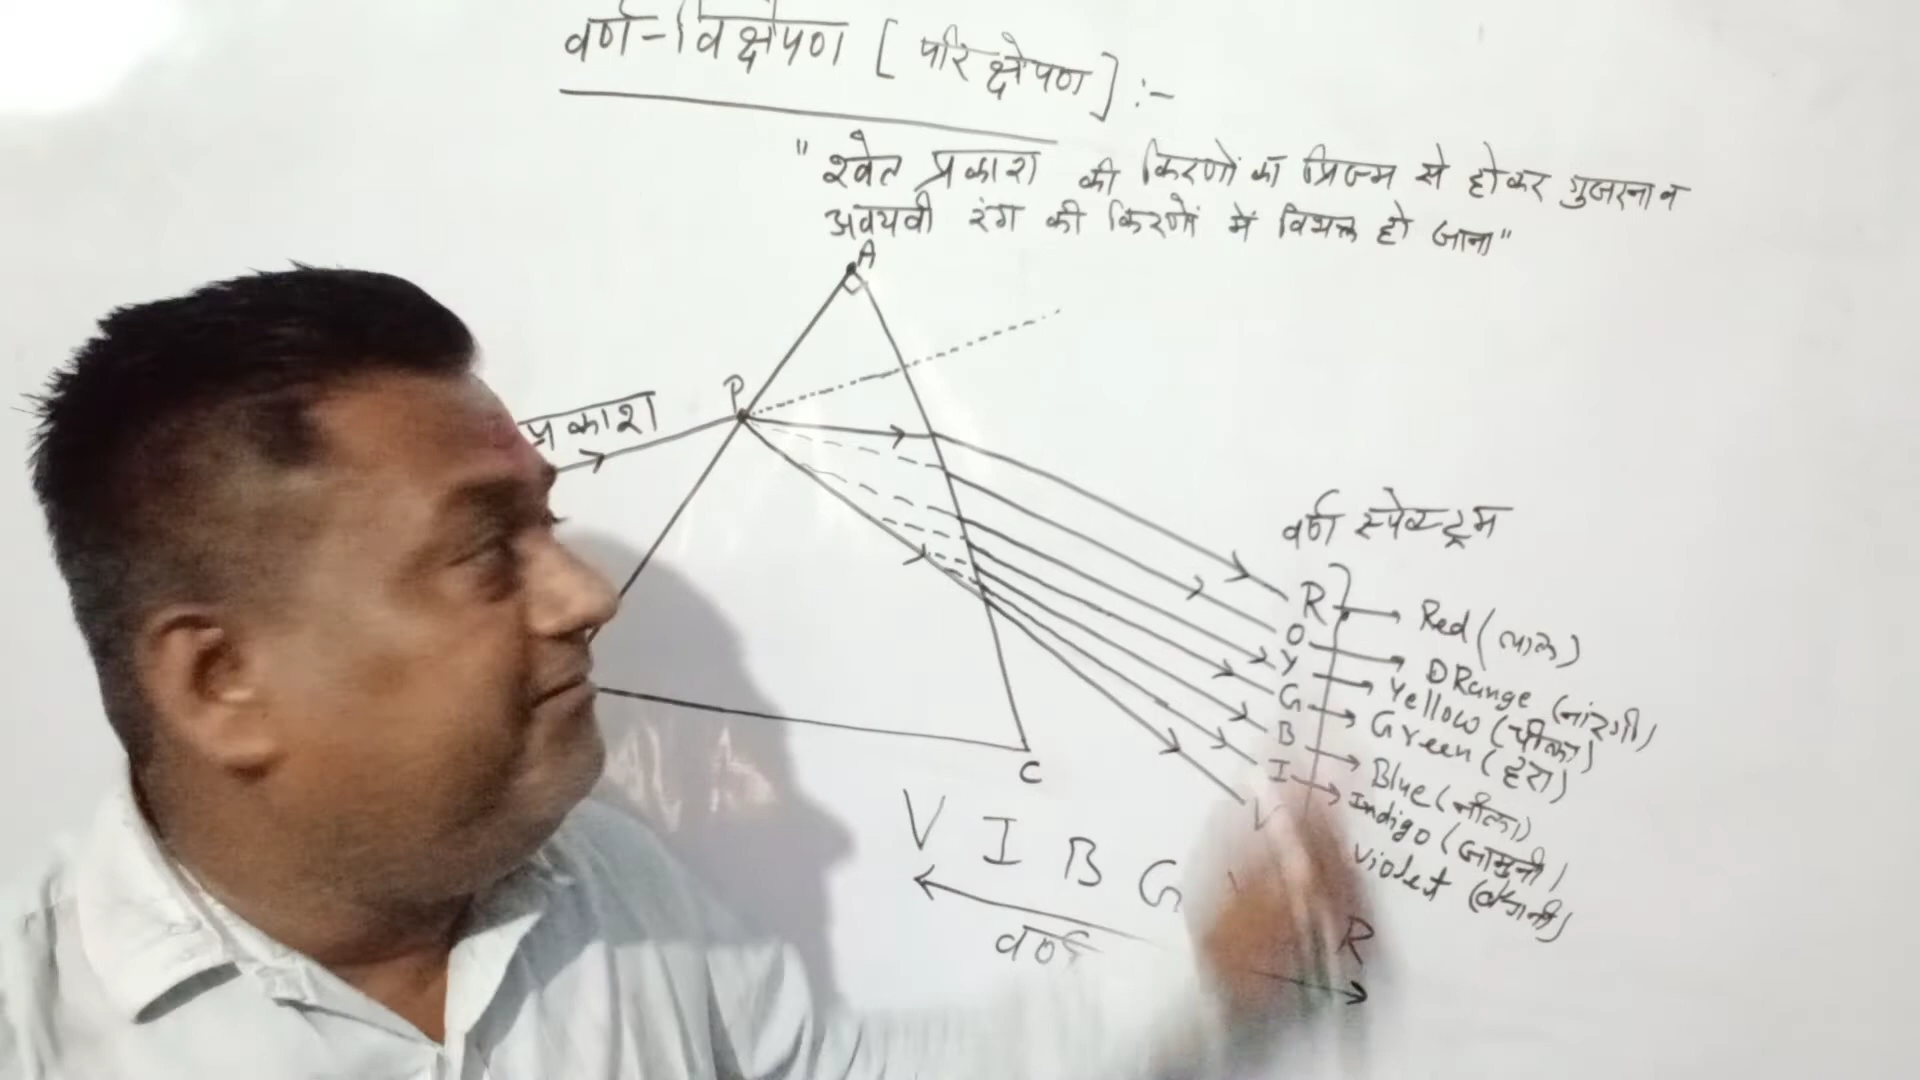 वर्ण-विक्षेपण [ परिक्षेपण ] :-
" श्वेत प्रकाश की किरणों का प्रिज्म से होकर गुजरना व
अवयवी रंग की किरणों में विभक्त हो जाना"
A
P
प्रकाश
वर्ण स्पेक्ट्रम
R Red (लाल)
O ORange (नारंगी)
Y Yellow (पीला)
G Green (हरा)
B Blue (नीला)
I Indigo (जामुनी)
V Violet (बैंगनी)
C
V I B G R
वर्ण